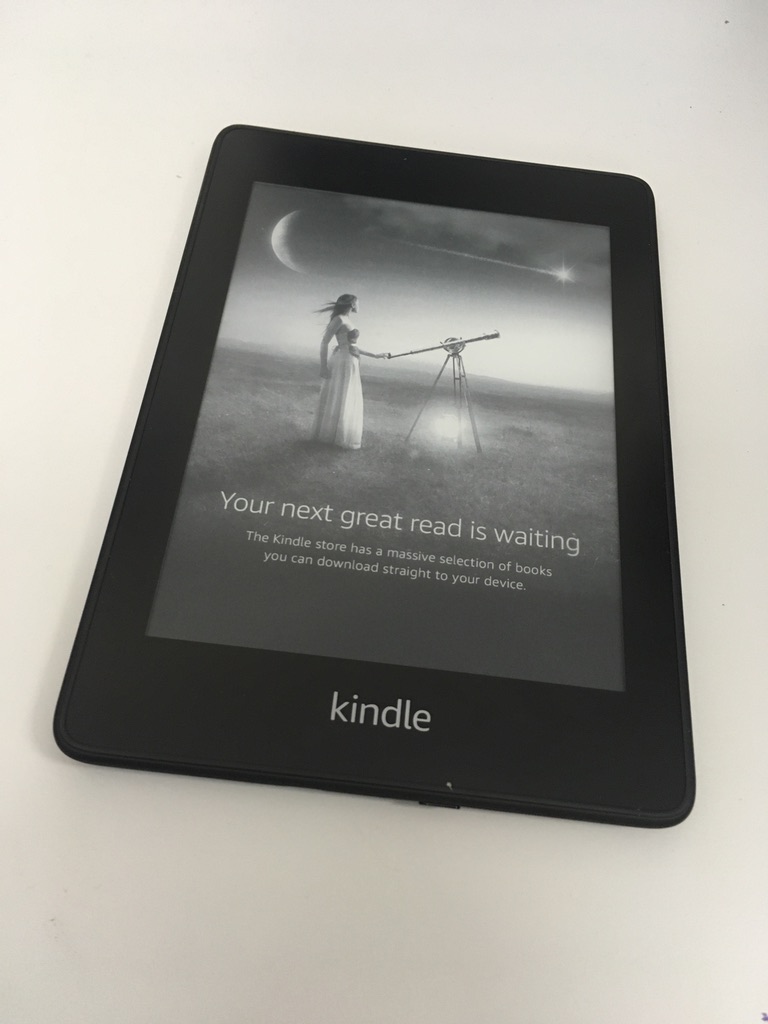 Your next great read is waiting
The Kindle store has a massive selection of books
you can download straight to your device.
kindle